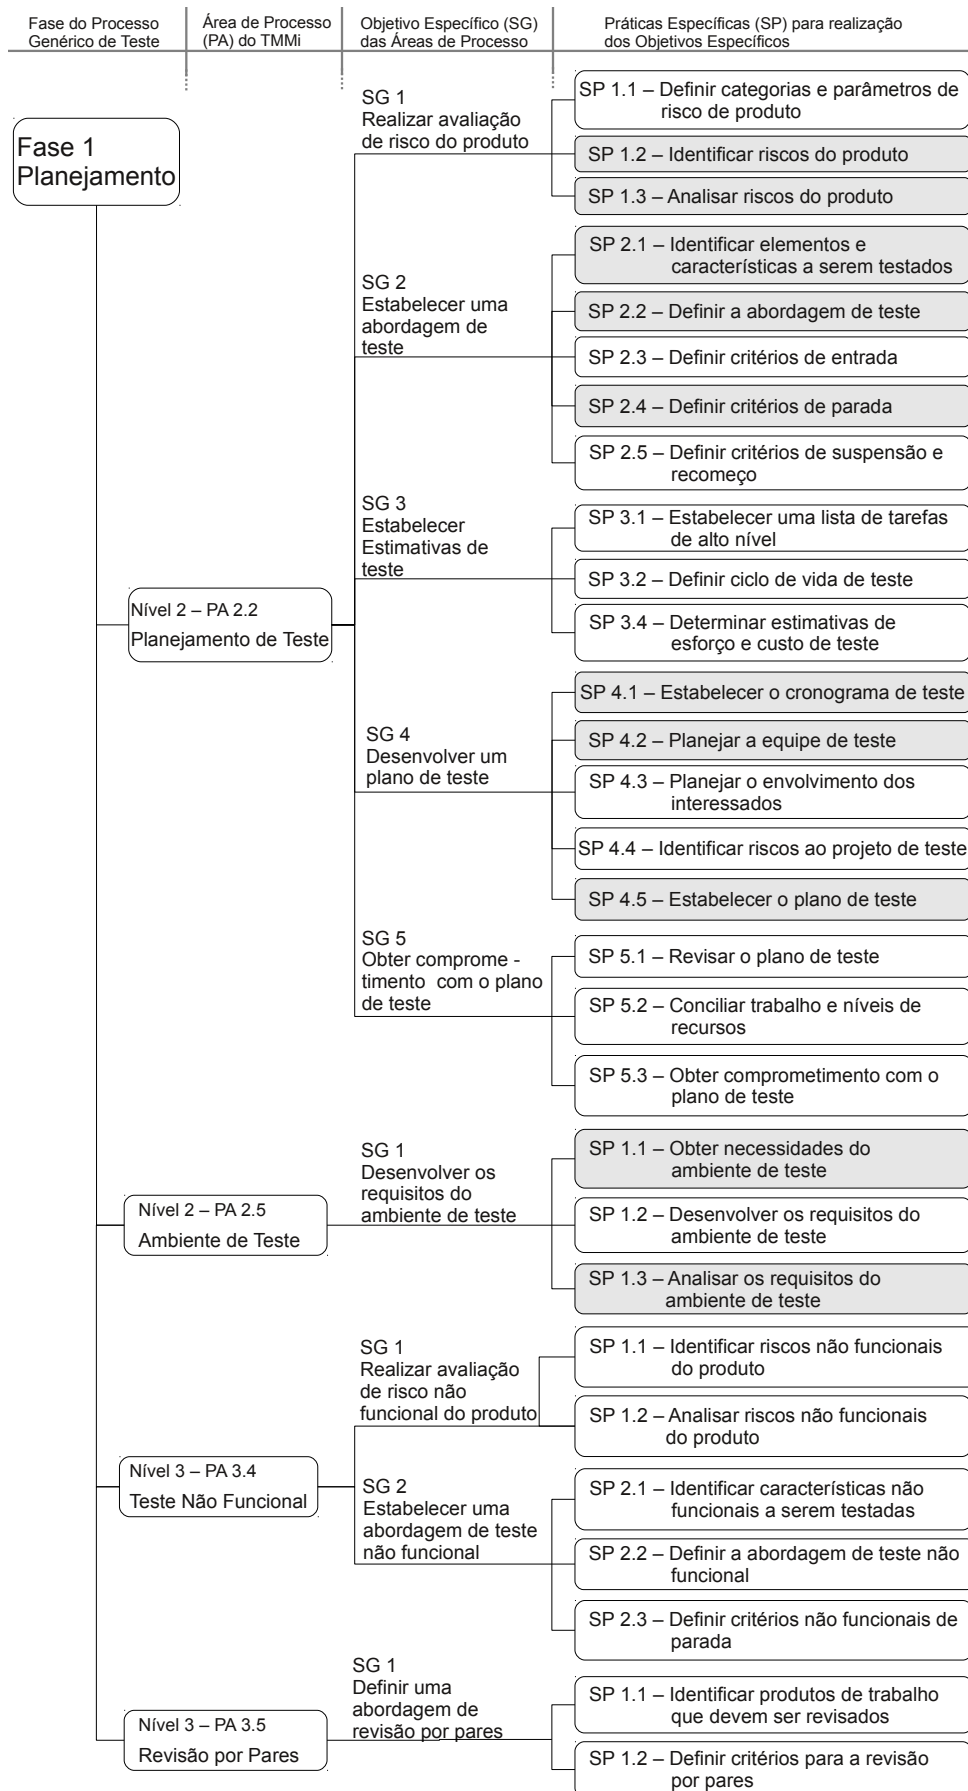 Fase do Processo
Genérico de Teste
Área de Processo
(PA) do TMMi
Objetivo Específico (SG)
das Áreas de Processo
Práticas Específicas (SP) para realização
dos Objetivos Específicos
Fase 1
Planejamento
Nível 2 – PA 2.2
Planejamento de Teste
SG 1
Realizar avaliação
de risco do produto
SP 1.1 – Definir categorias e parâmetros de
risco de produto
SP 1.2 – Identificar riscos do produto
SP 1.3 – Analisar riscos do produto
SG 2
Estabelecer uma
abordagem de
teste
SP 2.1 – Identificar elementos e
características a serem testados
SP 2.2 – Definir a abordagem de teste
SP 2.3 – Definir critérios de entrada
SP 2.4 – Definir critérios de parada
SP 2.5 – Definir critérios de suspensão e
recomeço
SG 3
Estabelecer
Estimativas de
teste
SP 3.1 – Estabelecer uma lista de tarefas
de alto nível
SP 3.2 – Definir ciclo de vida de teste
SP 3.4 – Determinar estimativas de
esforço e custo de teste
SG 4
Desenvolver um
plano de teste
SP 4.1 – Estabelecer o cronograma de teste
SP 4.2 – Planejar a equipe de teste
SP 4.3 – Planejar o envolvimento dos
interessados
SP 4.4 – Identificar riscos ao projeto de teste
SP 4.5 – Estabelecer o plano de teste
SG 5
Obter comprome -
timento com o plano
de teste
SP 5.1 – Revisar o plano de teste
SP 5.2 – Conciliar trabalho e níveis de
recursos
SP 5.3 – Obter comprometimento com o
plano de teste
Nível 2 – PA 2.5
Ambiente de Teste
SG 1
Desenvolver os
requisitos do
ambiente de teste
SP 1.1 – Obter necessidades do
ambiente de teste
SP 1.2 – Desenvolver os requisitos do
ambiente de teste
SP 1.3 – Analisar os requisitos do
ambiente de teste
Nível 3 – PA 3.4
Teste Não Funcional
SG 1
Realizar avaliação
de risco não
funcional do produto
SP 1.1 – Identificar riscos não funcionais
do produto
SP 1.2 – Analisar riscos não funcionais
do produto
SG 2
Estabelecer uma
abordagem de teste
não funcional
SP 2.1 – Identificar características não
funcionais a serem testadas
SP 2.2 – Definir a abordagem de teste não
funcional
SP 2.3 – Definir critérios não funcionais de
parada
Nível 3 – PA 3.5
Revisão por Pares
SG 1
Definir uma
abordagem de
revisão por pares
SP 1.1 – Identificar produtos de trabalho
que devem ser revisados
SP 1.2 – Definir critérios para a revisão
por pares